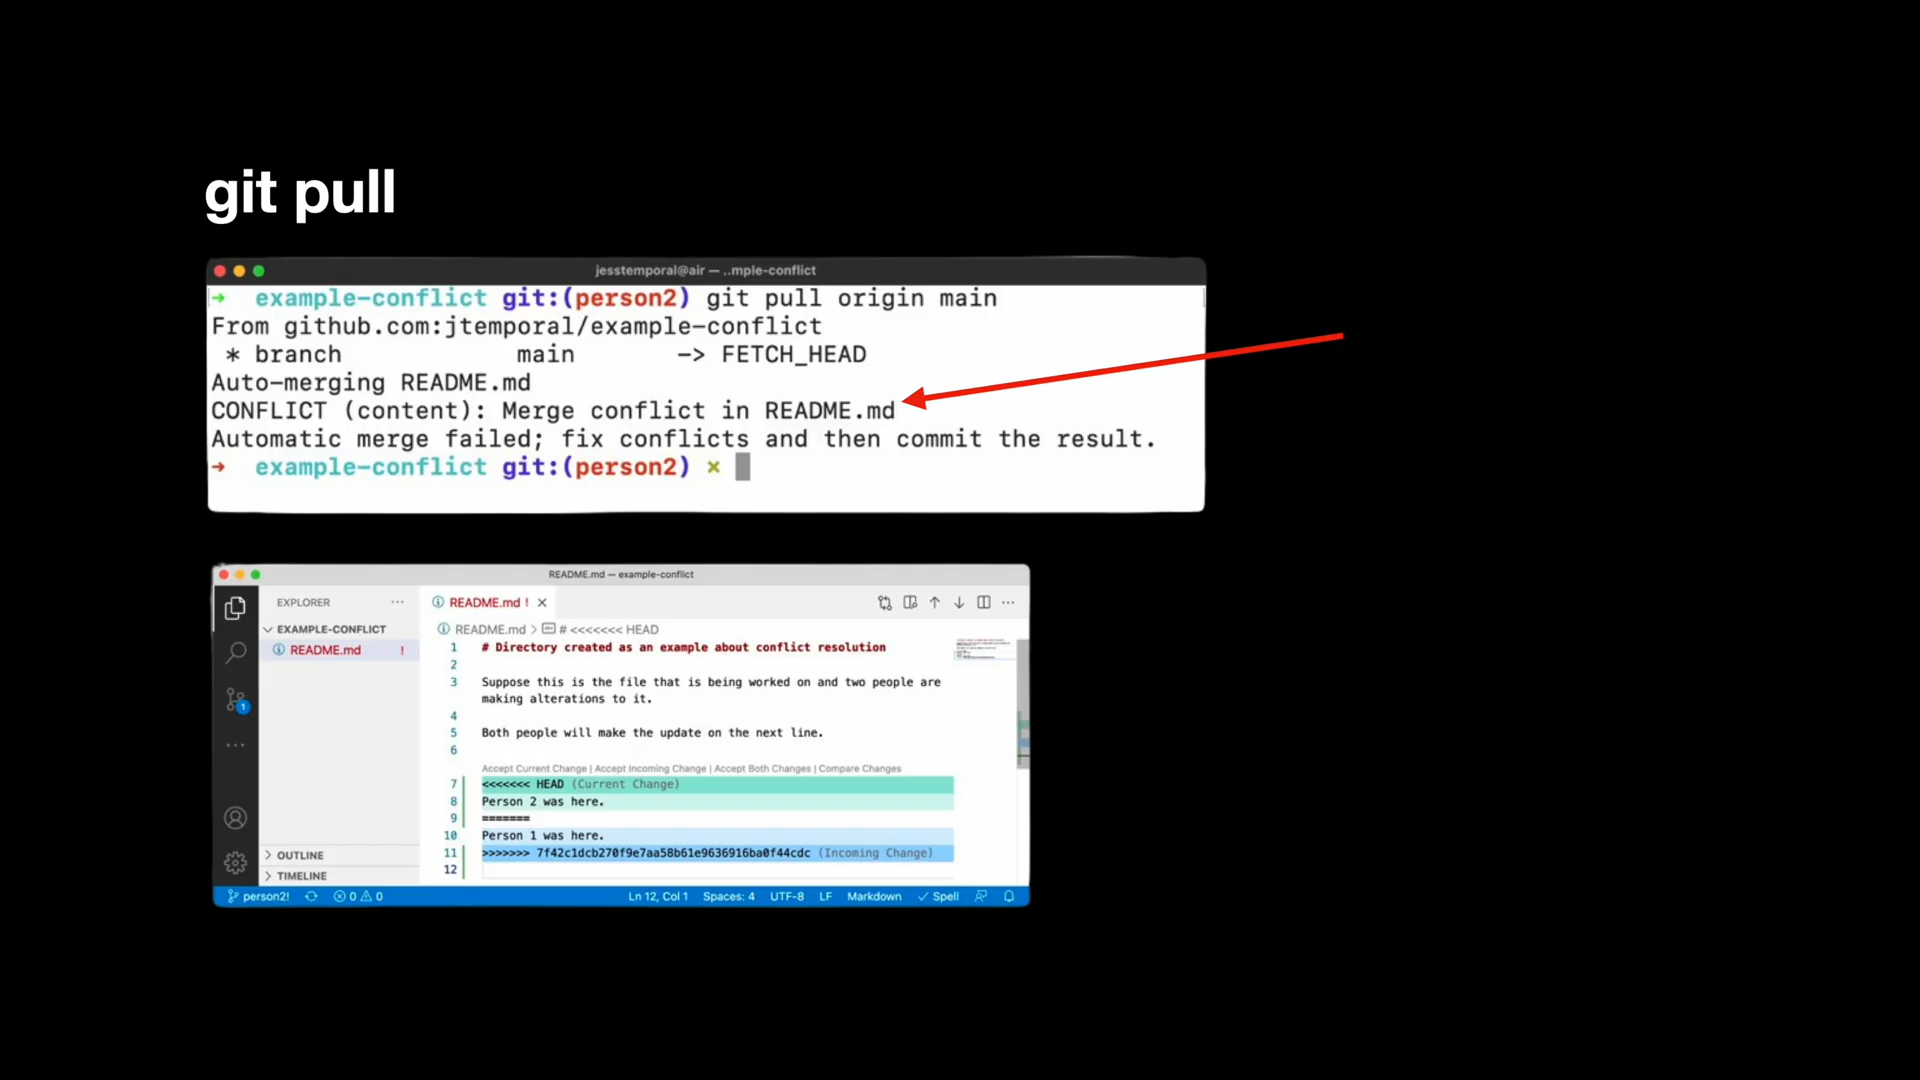 git pull
jesstemporal@air — ..mple-conflict
➜ example-conflict git:(person2) git pull origin main
From github.com:jtemporal/example-conflict
* branch main -> FETCH_HEAD
Auto-merging README.md
CONFLICT (content): Merge conflict in README.md
Automatic merge failed; fix conflicts and then commit the result.
➜ example-conflict git:(person2) ×
README.md — example-conflict
EXPLORER ···
README.md !
EXAMPLE-CONFLICT
README.md > # <<<<<<< HEAD
README.md !
1 # Directory created as an example about conflict resolution
2
3 Suppose this is the file that is being worked on and two people are
making alterations to it.
4
5 Both people will make the update on the next line.
6
Accept Current Change | Accept Incoming Change | Accept Both Changes | Compare Changes
7 <<<<<<< HEAD (Current Change)
8 Person 2 was here.
9 =======
10 Person 1 was here.
11 >>>>>>> 7f42c1dcb270f9e7aa58b61e9636916ba0f44cdc (Incoming Change)
12
1
OUTLINE
TIMELINE
person2! 0 0 Ln 12, Col 1 Spaces: 4 UTF-8 LF Markdown ✓ Spell